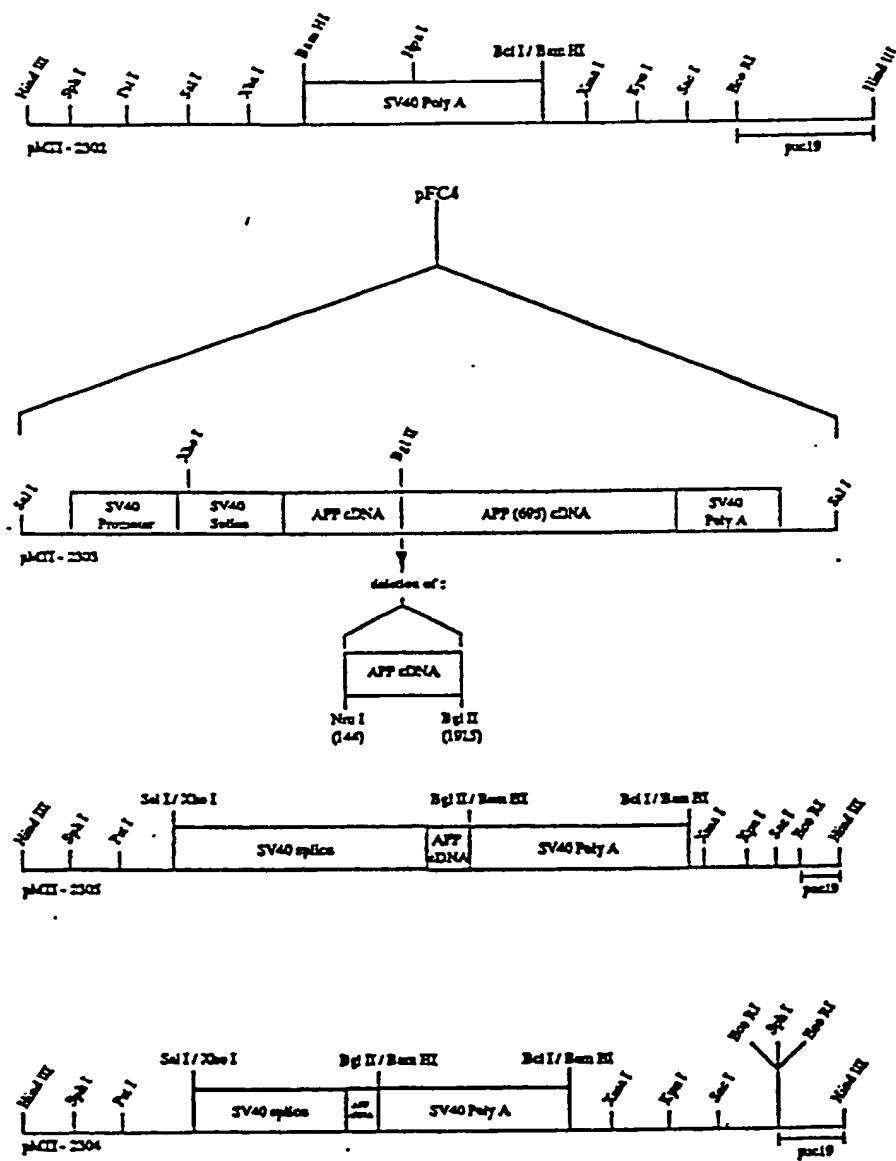 Hind III Sph I Pst I Sal I Xho I Bam HI Hpa I Bcl I / Bam HI Xma I Kpn I Sac I Eco RI Hind III
SV40 Poly A
pMTI - 2302
puc19
pFC4
Sal I Xho I Bgl II Sal I
SV40 Promoter
SV40 Splice
APP cDNA
APP (695) cDNA
SV40 Poly A
pMTI - 2303
deletion of :
APP cDNA
Nru I (144)
Bgl II (1925)
Hind III Sph I Pst I Sal I / Xho I Bgl II / Bam HI Bcl I / Bam HI Xma I Kpn I Sac I Eco RI Hind III
SV40 splice
APP cDNA
SV40 Poly A
pMTI - 2305
puc19
Hind III Sph I Pst I Sal I / Xho I Bgl II / Bam HI Bcl I / Bam HI Xma I Kpn I Sac I Eco RI Sph I Eco RI Hind III
SV40 splice
SV40 Poly A
pMTI - 2304
puc19